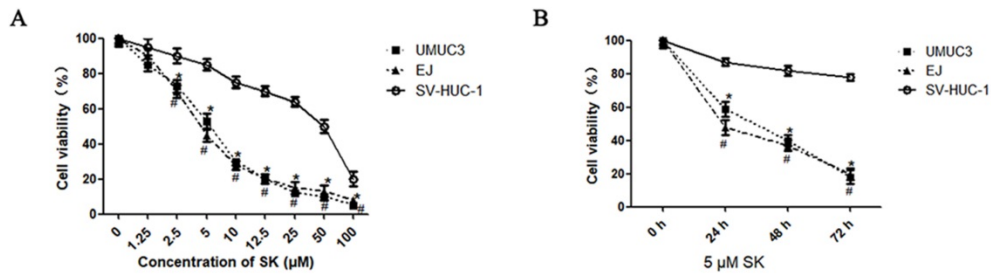 A
Cell viability (%)
100
80
60
40
20
0
UMUC3
EJ
SV-HUC-1
* * * * * * * *
# # # # # # # #
0 1.25 2.5 5 10 12.5 25 50 100
Concentration of SK (μM)
B
Cell viability (%)
100
80
60
40
20
0
UMUC3
EJ
SV-HUC-1
* * *
# # #
0 h 24 h 48 h 72 h
5 μM SK